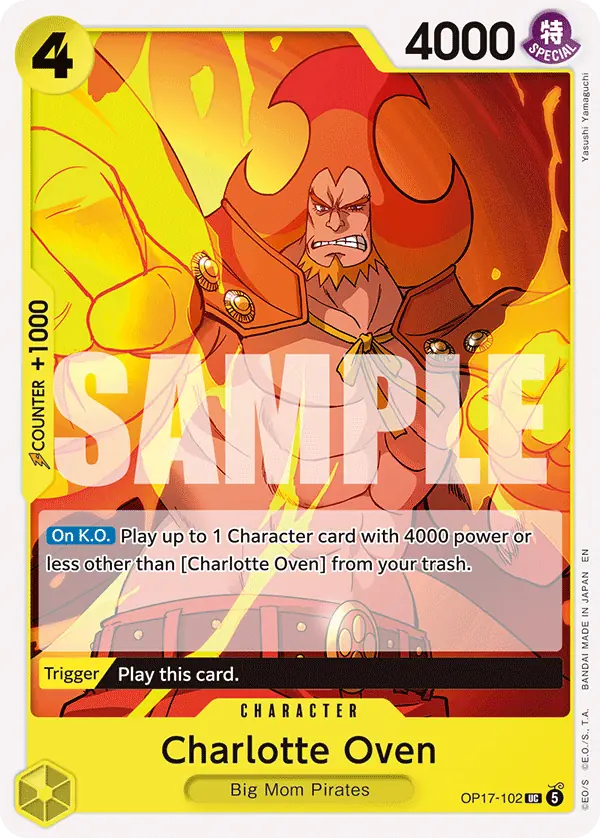 4
4000
特
SPECIAL
Yasushi Yamaguchi
COUNTER +1000
SAMPLE
On K.O. Play up to 1 Character card with 4000 power or
less other than [Charlotte Oven] from your trash.
Trigger Play this card.
CHARACTER
Charlotte Oven
Big Mom Pirates
OP17-102 UC 5
©EO/S ©E.O./S., T.A. BANDAI MADE IN JAPAN EN